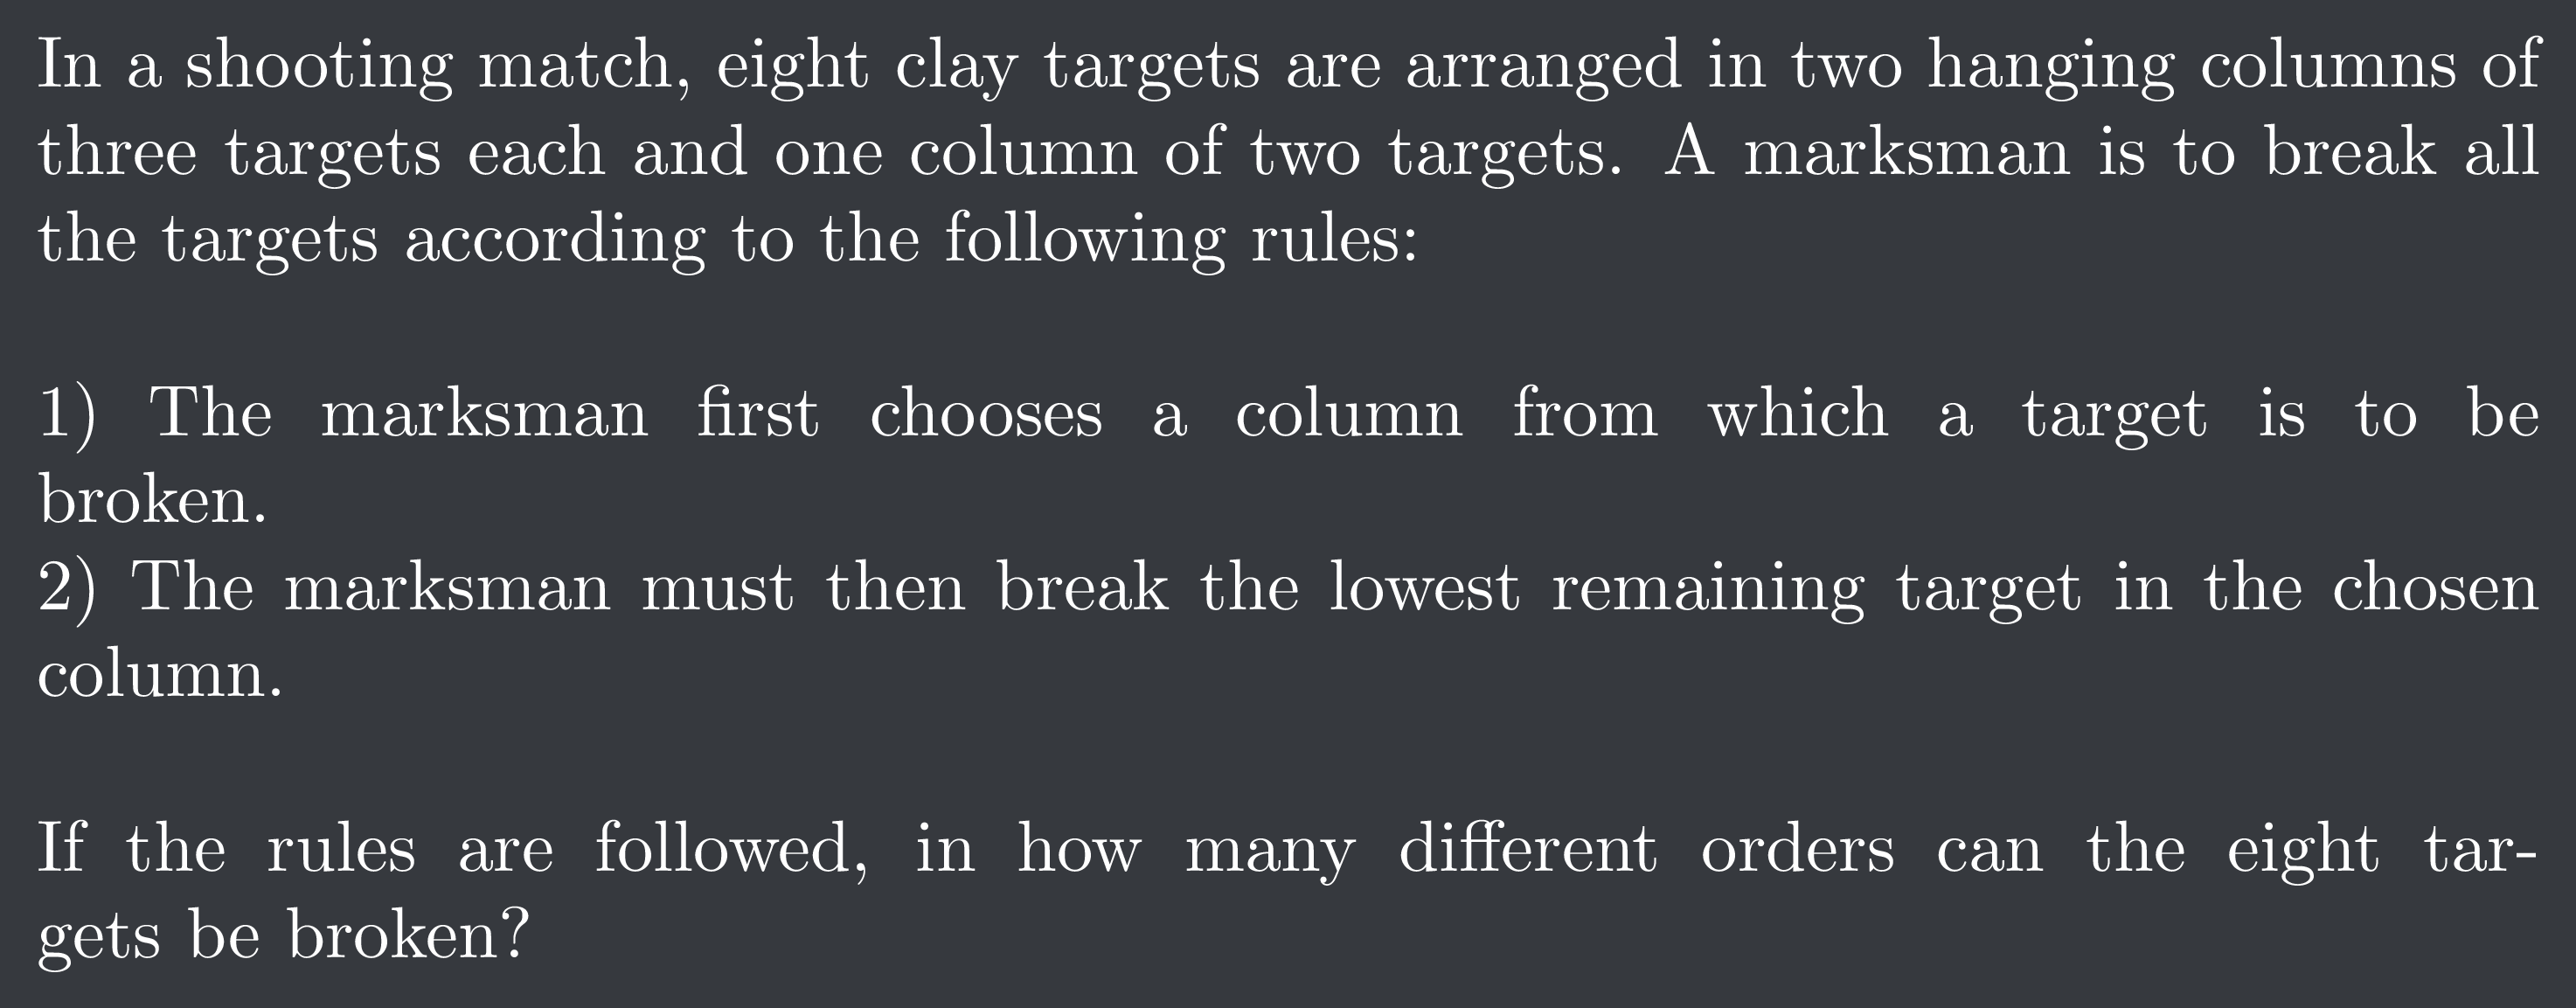 In a shooting match, eight clay targets are arranged in two hanging columns of
three targets each and one column of two targets. A marksman is to break all
the targets according to the following rules:
1) The marksman first chooses a column from which a target is to be
broken.
2) The marksman must then break the lowest remaining target in the chosen
column.
If the rules are followed, in how many different orders can the eight tar-
gets be broken?